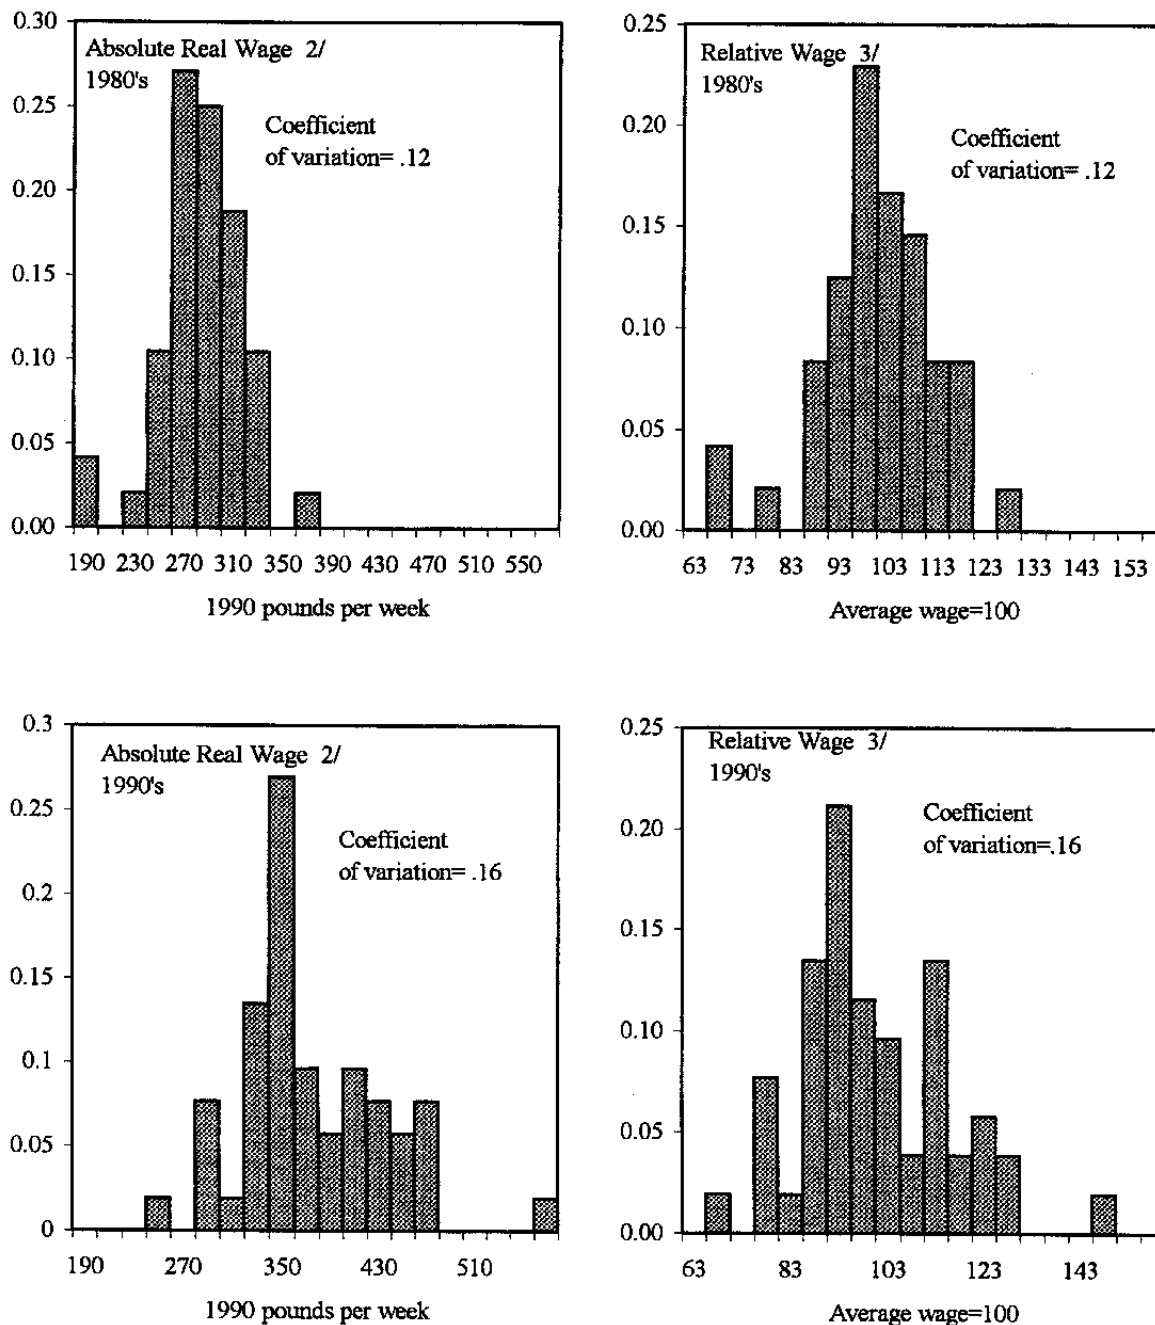 Absolute Real Wage 2/
1980's
Coefficient
of variation= .12
0.30
0.25
0.20
0.15
0.10
0.05
0.00
190 230 270 310 350 390 430 470 510 550
1990 pounds per week
Relative Wage 3/
1980's
Coefficient
of variation= .12
0.25
0.20
0.15
0.10
0.05
0.00
63 73 83 93 103 113 123 133 143 153
Average wage=100
Absolute Real Wage 2/
1990's
Coefficient
of variation= .16
0.3
0.25
0.2
0.15
0.1
0.05
0
190 270 350 430 510
1990 pounds per week
Relative Wage 3/
1990's
Coefficient
of variation=.16
0.25
0.20
0.15
0.10
0.05
0.00
63 83 103 123 143
Average wage=100